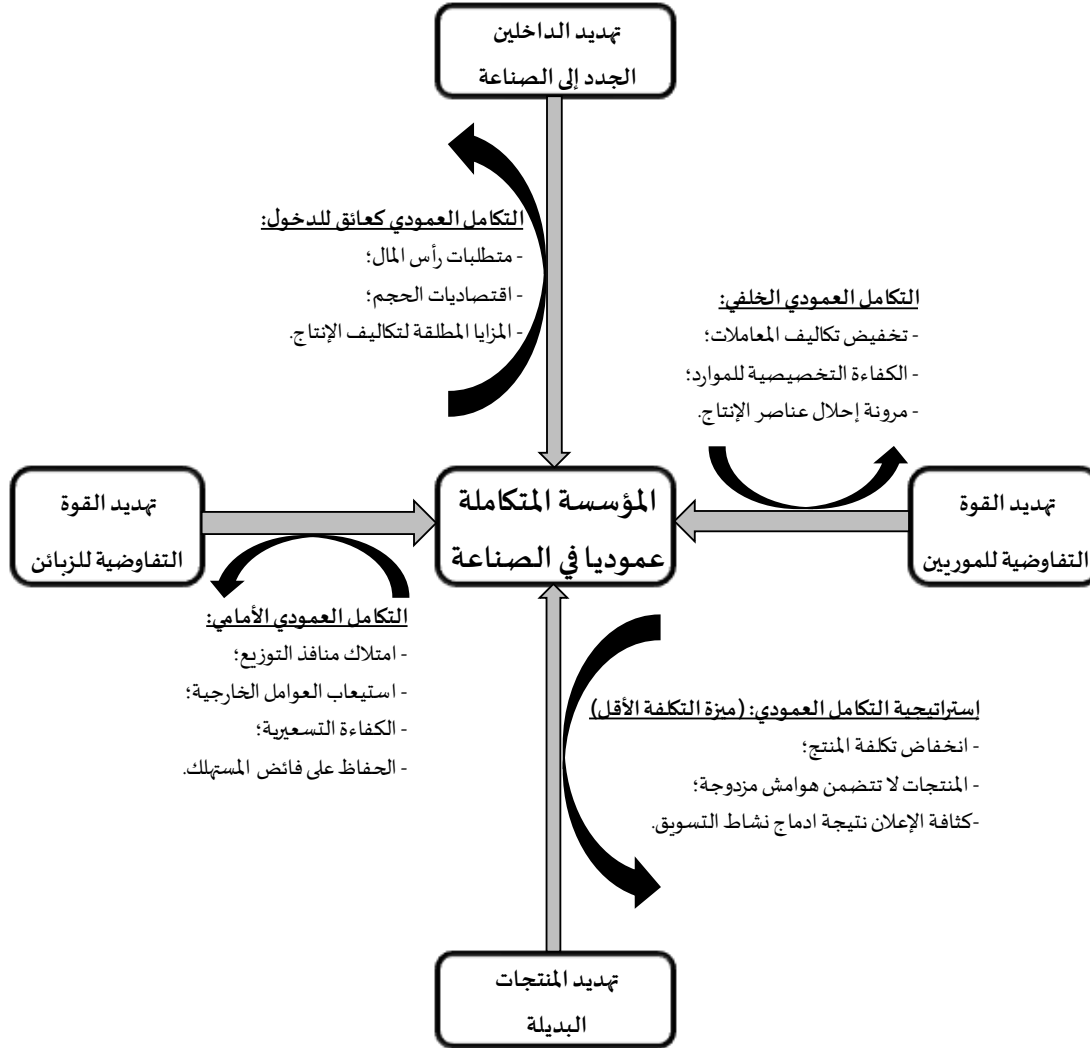 تهديد الداخلين
الجدد إلى الصناعة
التكامل العمودي كعائق للدخول:
- متطلبات رأس المال؛
- اقتصاديات الحجم؛
- المزايا المطلقة لتكاليف الإنتاج.
التكامل العمودي الخلفي:
- تخفيض تكاليف المعاملات؛
- الكفاءة التخصيصية للموارد؛
- مرونة إحلال عناصر الإنتاج.
تهديد القوة
التفاوضية للموريين
المؤسسة المتكاملة
عموديا في الصناعة
تهديد القوة
التفاوضية للزبائن
التكامل العمودي الأمامي:
- امتلاك منافذ التوزيع؛
- استيعاب العوامل الخارجية؛
- الكفاءة التسعيرية؛
- الحفاظ على فائض المستهلك.
إستراتيجية التكامل العمودي: (ميزة التكلفة الأقل)
- انخفاض تكلفة المنتج؛
- المنتجات لا تتضمن هوامش مزدوجة؛
-كثافة الإعلان نتيجة ادماج نشاط التسويق.
تهديد المنتجات
البديلة